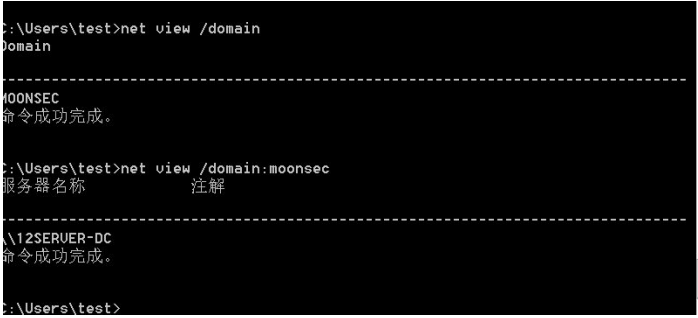 C:\Users\test>net view /domain
Domain
-------------------------------------------------------------------------------
MOONSEC
命令成功完成。
C:\Users\test>net view /domain:moonsec
服务器名称 注解
-------------------------------------------------------------------------------
\\12SERVER-DC
命令成功完成。
C:\Users\test>